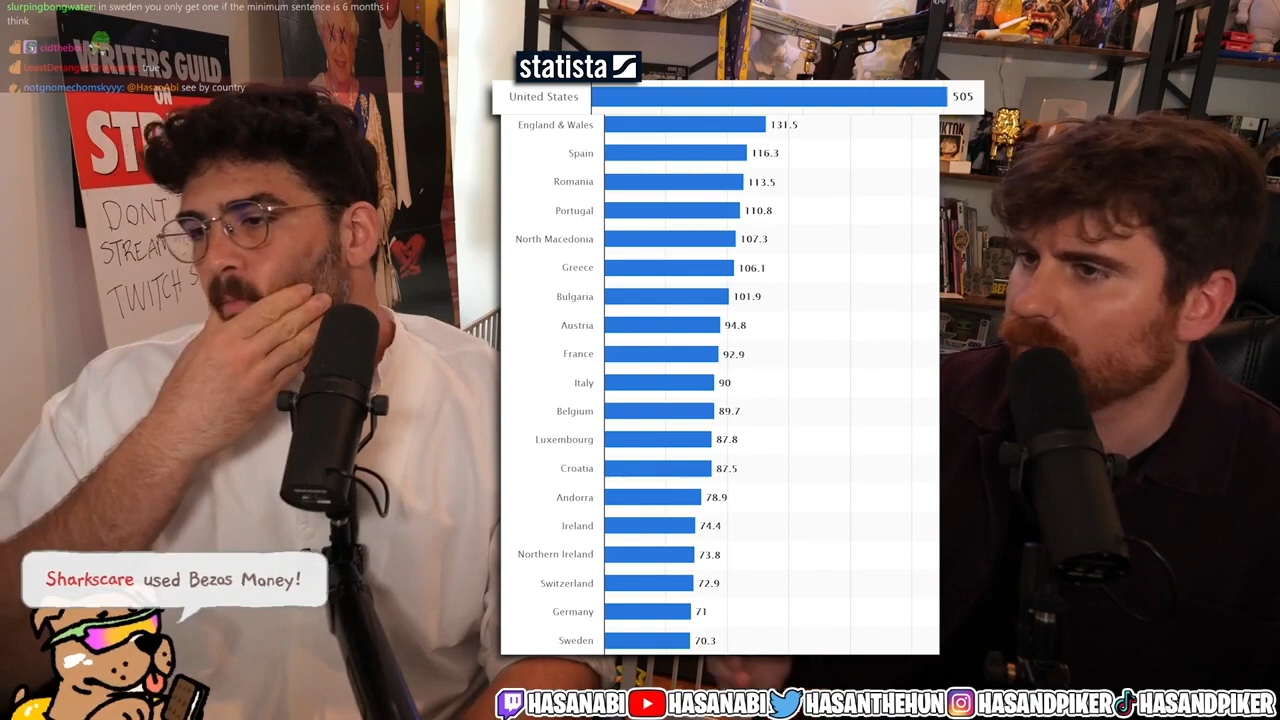 slurpingbongwater: in sweden you only get one if the minimum sentence is 6 months i
think
cidthebo
true
notgnomechomskyyy: @HasanAbi see by country
GUILD
ON
DONT
STREAM
TWITCH
statista
United States 505
England & Wales 131.5
Spain 116.3
Romania 113.5
Portugal 110.8
North Macedonia 107.3
Greece 106.1
Bulgaria 101.9
Austria 94.8
France 92.9
Italy 90
Belgium 89.7
Luxembourg 87.8
Croatia 87.5
Andorra 78.9
Ireland 74.4
Northern Ireland 73.8
Switzerland 72.9
Germany 71
Sweden 70.3
Sharkscare used Bezos Money!
HASANABI HASANABI HASANTHEHUN HASANDPIKER HASANDPIKER